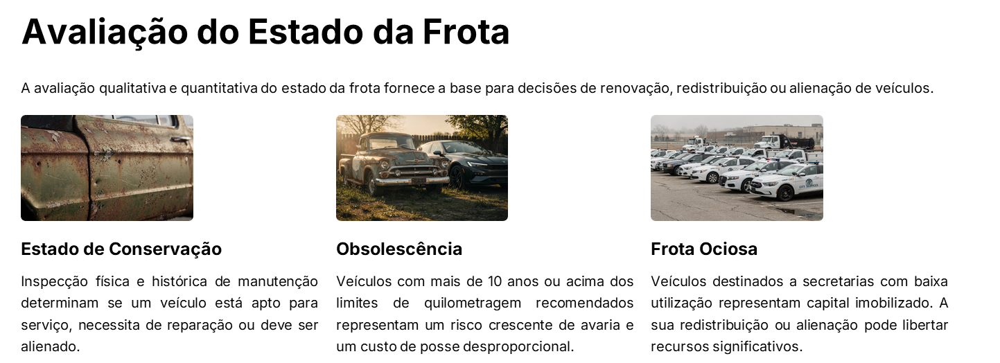 Avaliação do Estado da Frota
A avaliação qualitativa e quantitativa do estado da frota fornece a base para decisões de renovação, redistribuição ou alienação de veículos.
Estado de Conservação
Inspecção física e histórica de manutenção
determinam se um veículo está apto para
serviço, necessita de reparação ou deve ser
alienado.
Obsolescência
Veículos com mais de 10 anos ou acima dos
limites de quilometragem recomendados
representam um risco crescente de avaria e
um custo de posse desproporcional.
CITY SERVICES
Frota Ociosa
Veículos destinados a secretarias com baixa
utilização representam capital imobilizado. A
sua redistribuição ou alienação pode libertar
recursos significativos.